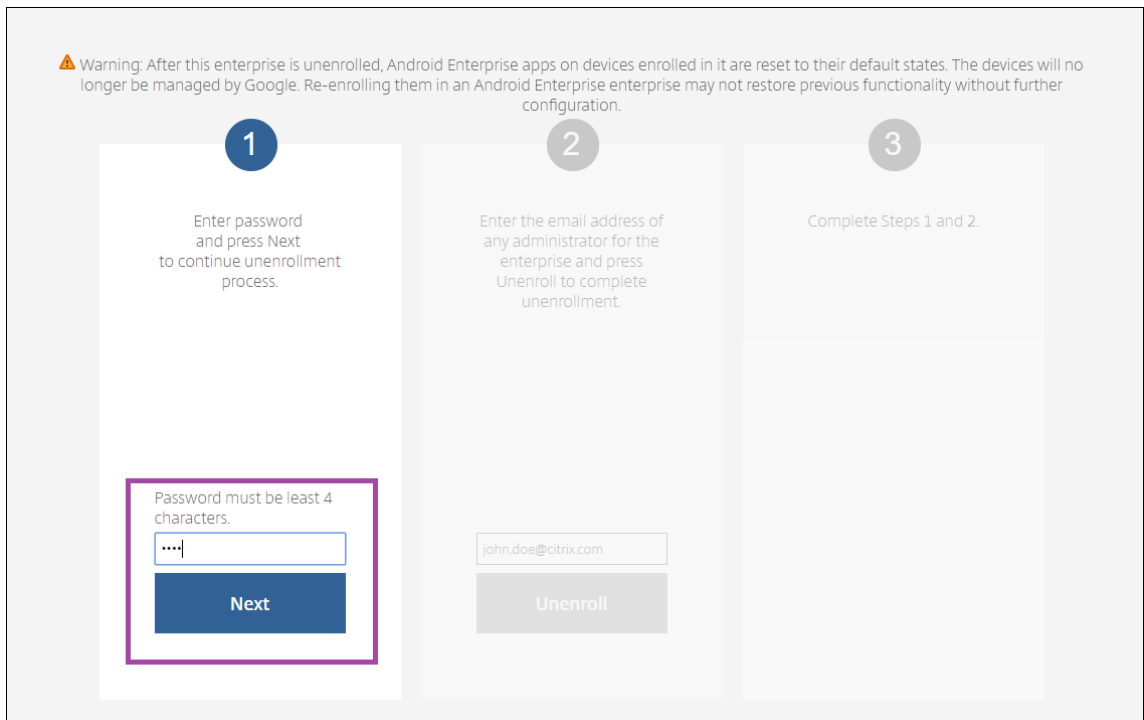 Warning: After this enterprise is unenrolled, Android Enterprise apps on devices enrolled in it are reset to their default states. The devices will no
longer be managed by Google. Re-enrolling them in an Android Enterprise enterprise may not restore previous functionality without further
configuration.
1
Enter password
and press Next
to continue unenrollment
process.
Password must be least 4
characters.
••••
Next
2
Enter the email address of
any administrator for the
enterprise and press
Unenroll to complete
unenrollment.
john.doe@citrix.com
Unenroll
3
Complete Steps 1 and 2.